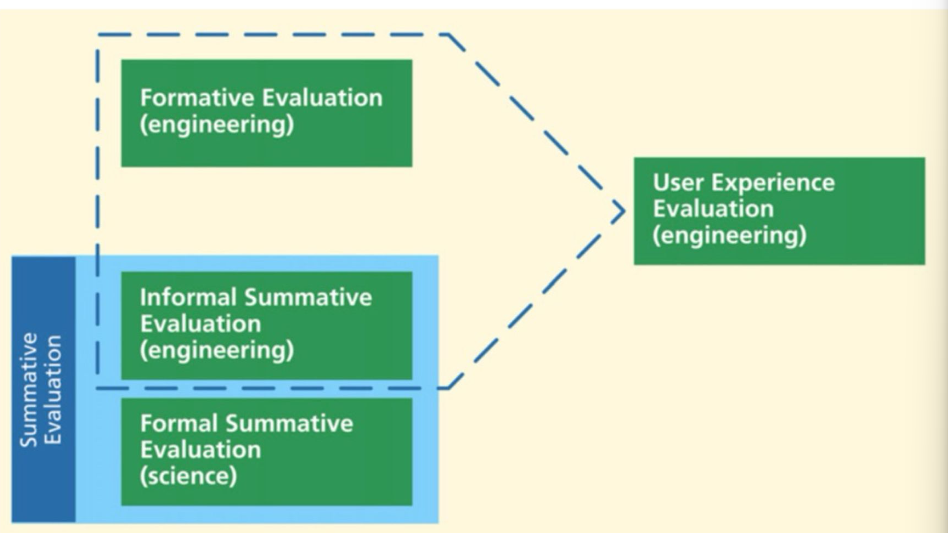 Formative Evaluation
(engineering)
User Experience
Evaluation
(engineering)
Summative
Evaluation
Informal Summative
Evaluation
(engineering)
Formal Summative
Evaluation
(science)